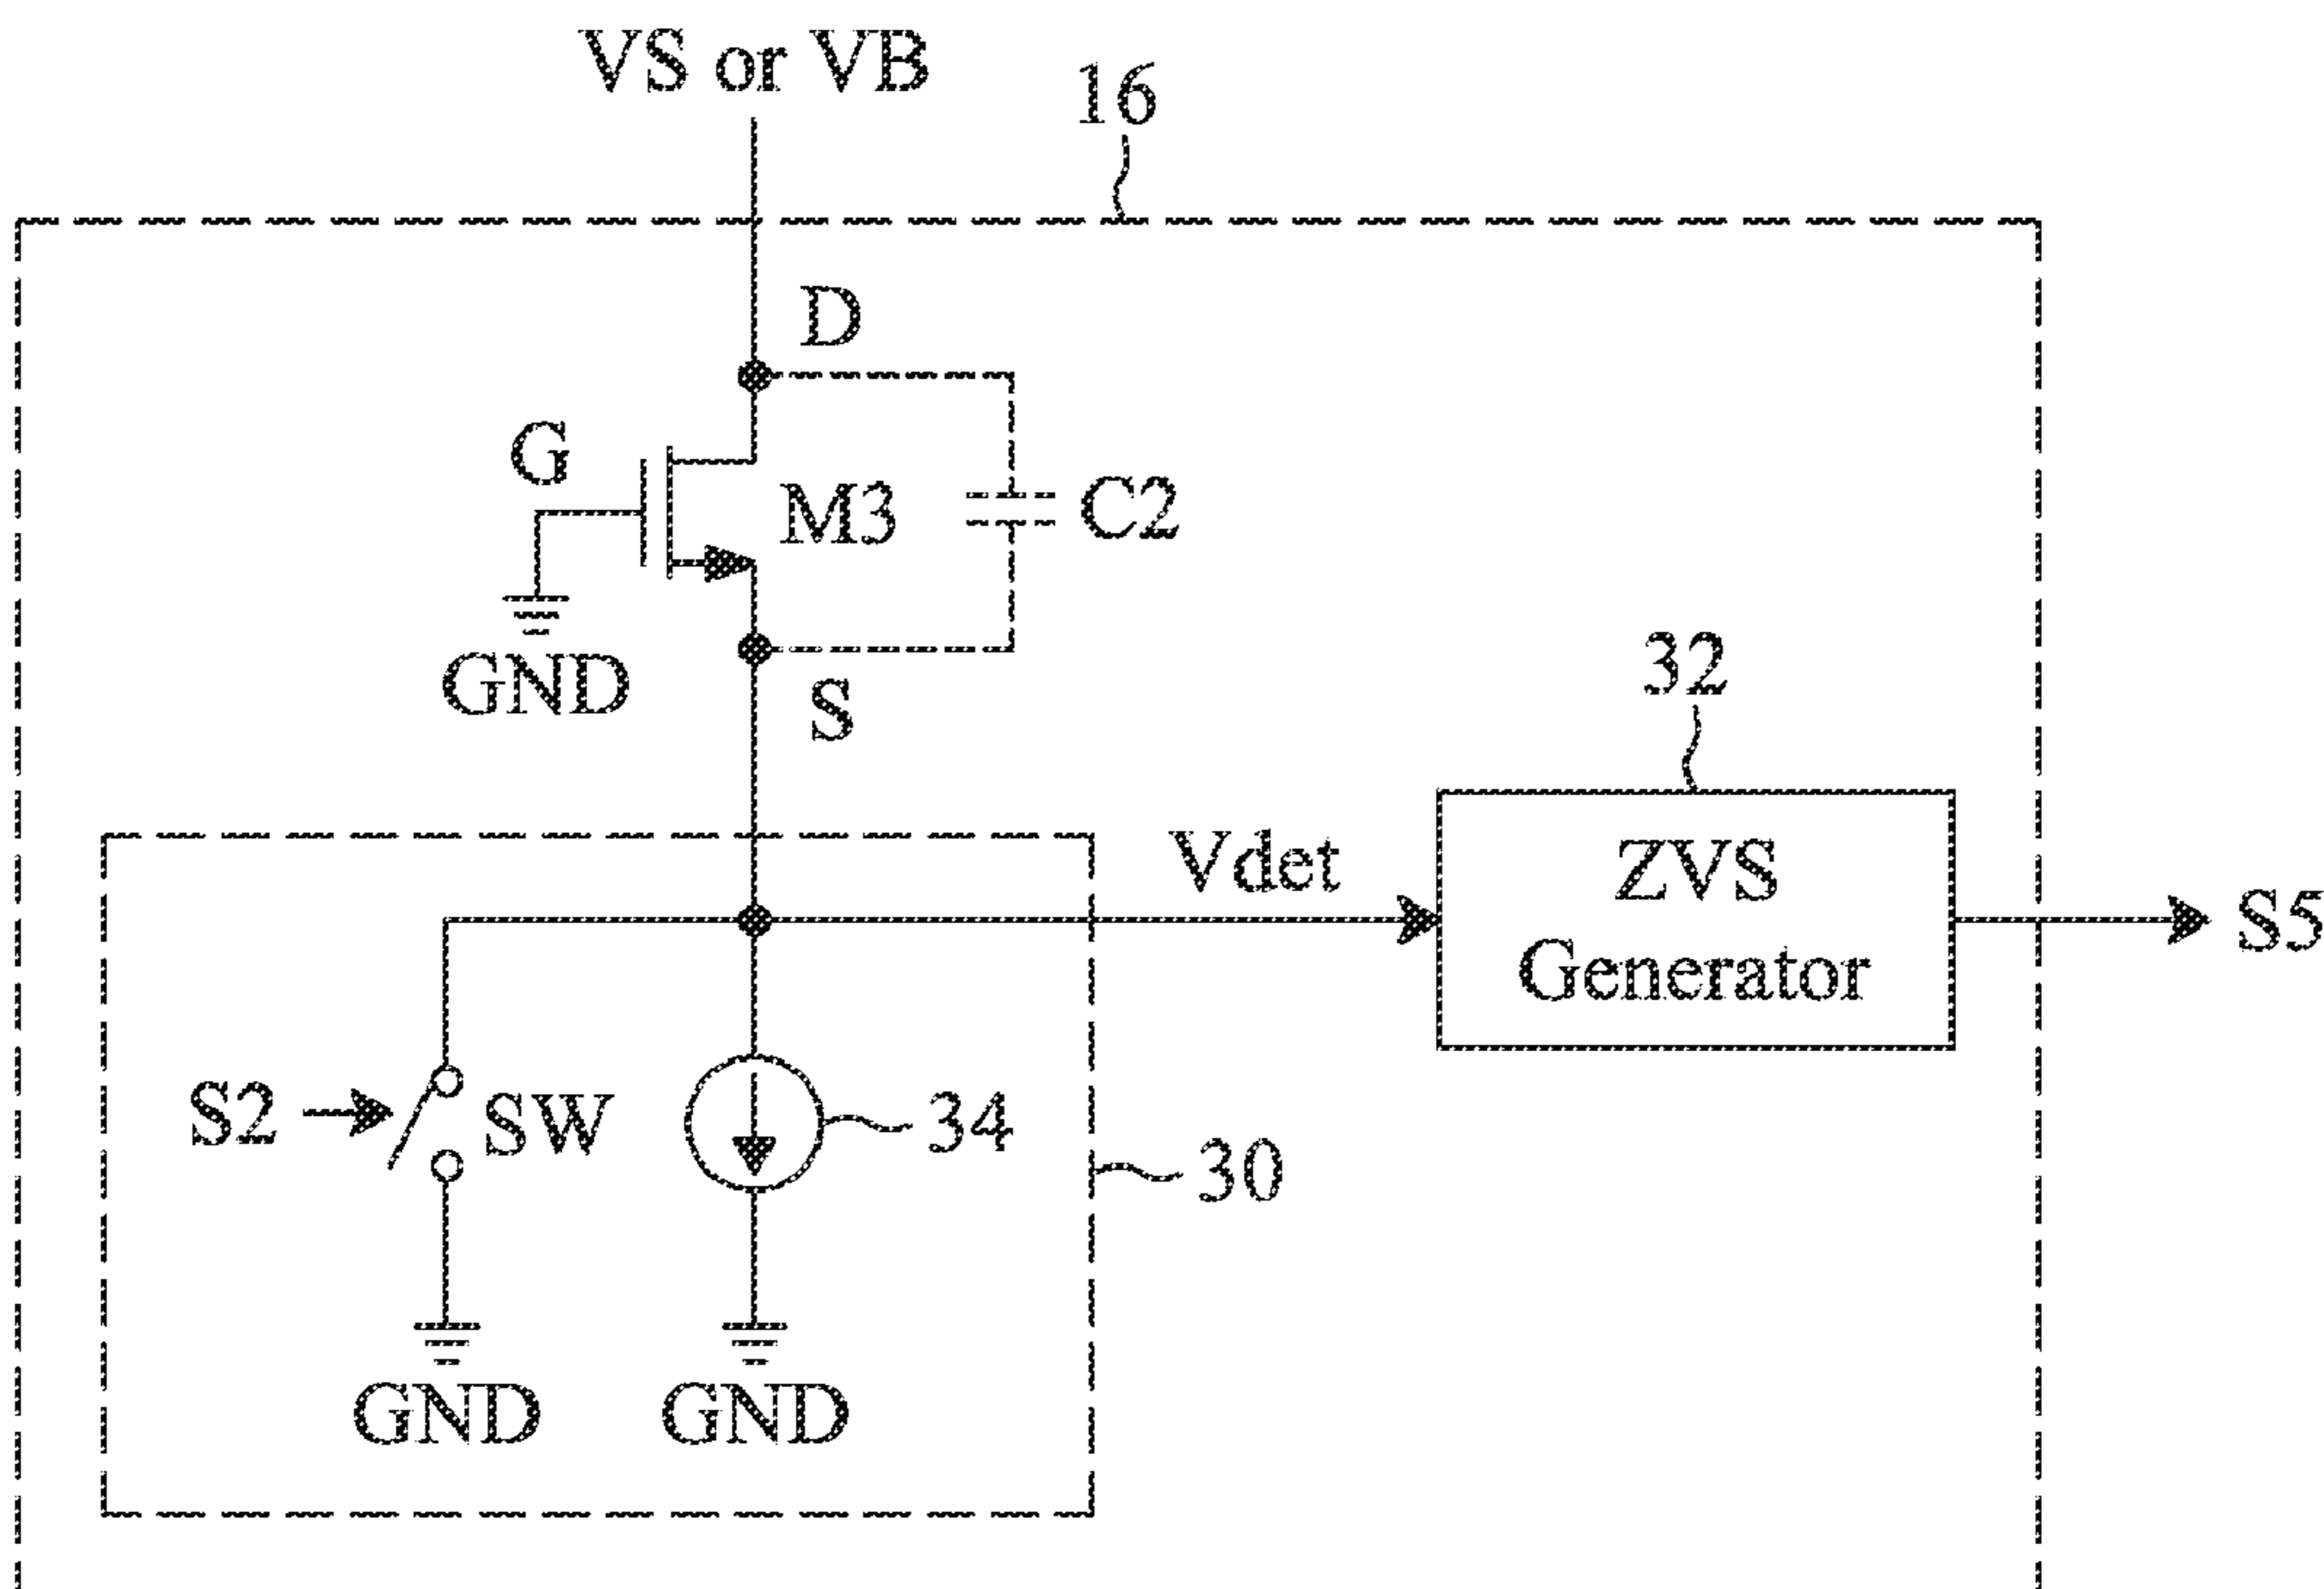 VS or VB
16
D
G
M3
C2
GND
S
32
Vdet
ZVS
Generator
S5
S2
SW
34
30
GND
GND